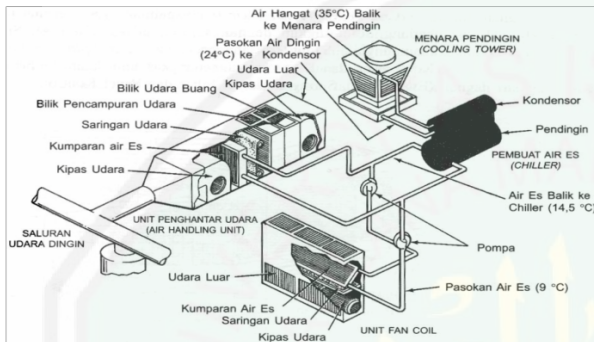 Air Hangat (35°C) Balik
ke Menara Pendingin
MENARA PENDINGIN
(COOLING TOWER)
Pasokan Air Dingin
(24°C) ke Kondensor
Udara Luar
Kipas Udara
Bilik Udara Buang
Bilik Pencampuran Udara
Saringan Udara
Kumparan air Es
Kipas Udara
Kondensor
Pendingin
PEMBUAT AIR ES
(CHILLER)
Air Es Balik ke
Chiller (14,5 °C)
SALURAN
UDARA DINGIN
UNIT PENGHANTAR UDARA
(AIR HANDLING UNIT)
Pompa
Udara Luar
Pasokan Air Es (9 °C)
Kumparan Air Es
Saringan Udara
Kipas Udara
UNIT FAN COIL